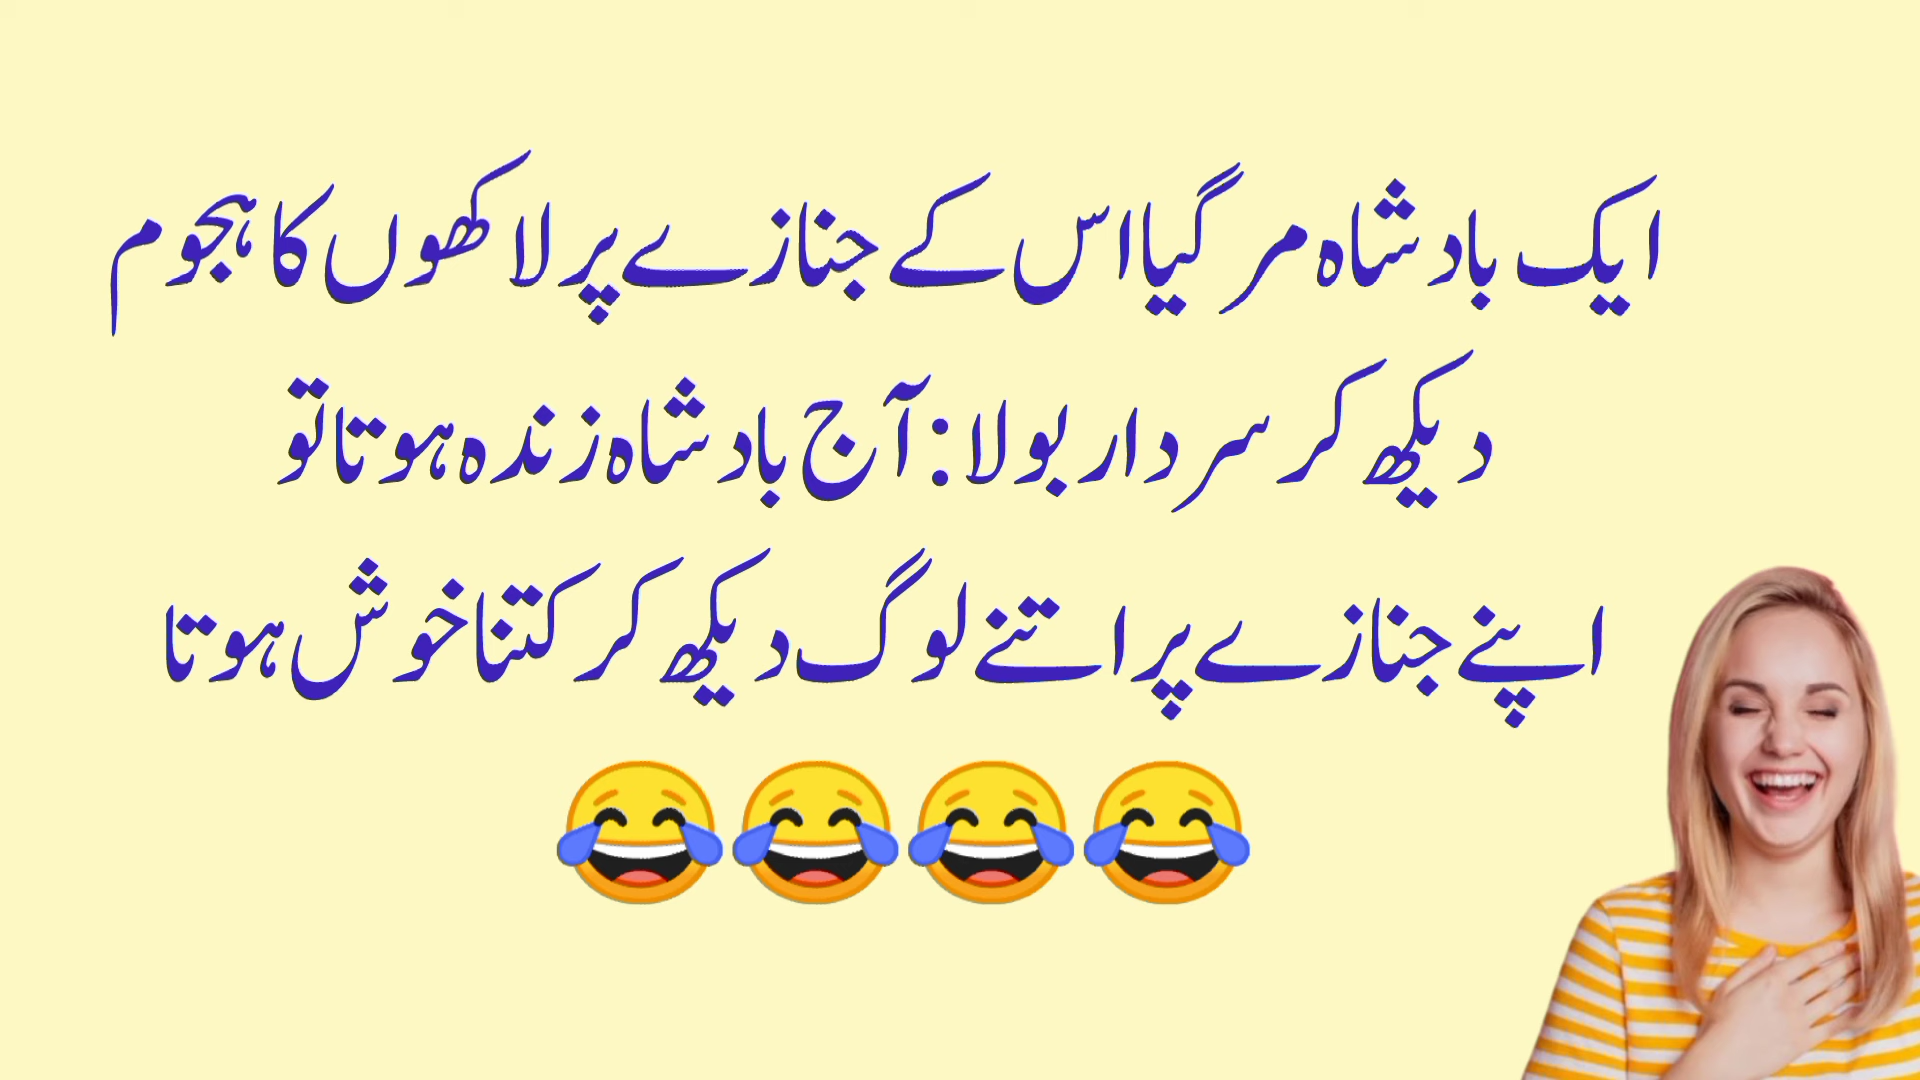 ایک بادشاہ مر گیا اس کے جنازے پر لاکھوں کا ہجوم
دیکھ کر سردار بولا: آج بادشاہ زندہ ہوتا تو
اپنے جنازے پر اتنے لوگ دیکھ کر کتنا خوش ہوتا
😂😂😂😂